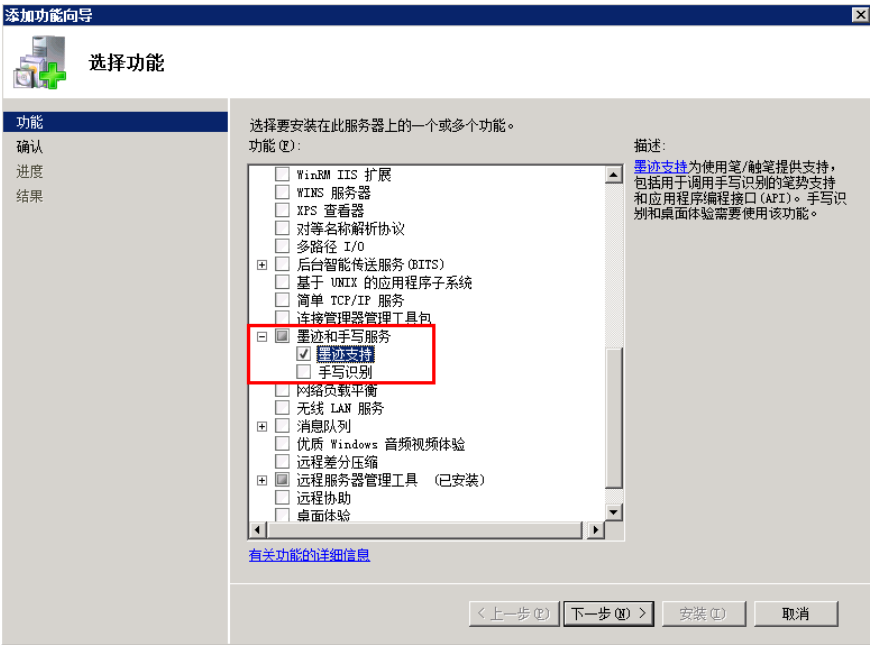 添加功能向导
选择功能
功能
确认
进度
结果
选择要安装在此服务器上的一个或多个功能。
功能(F):
WinRM IIS 扩展
WINS 服务器
XPS 查看器
对等名称解析协议
多路径 I/O
后台智能传送服务(BITS)
基于 UNIX 的应用程序子系统
简单 TCP/IP 服务
连接管理器管理工具包
墨迹和手写服务
墨迹支持
手写识别
网络负载平衡
无线 LAN 服务
消息队列
优质 Windows 音频视频体验
远程差分压缩
远程服务器管理工具 (已安装)
远程协助
桌面体验
有关功能的详细信息
描述:
墨迹支持为使用笔/触笔提供支持，
包括用于调用手写识别的笔势支持
和应用程序编程接口(API)。手写识
别和桌面体验需要使用该功能。
< 上一步(P)
下一步(N) >
安装(I)
取消